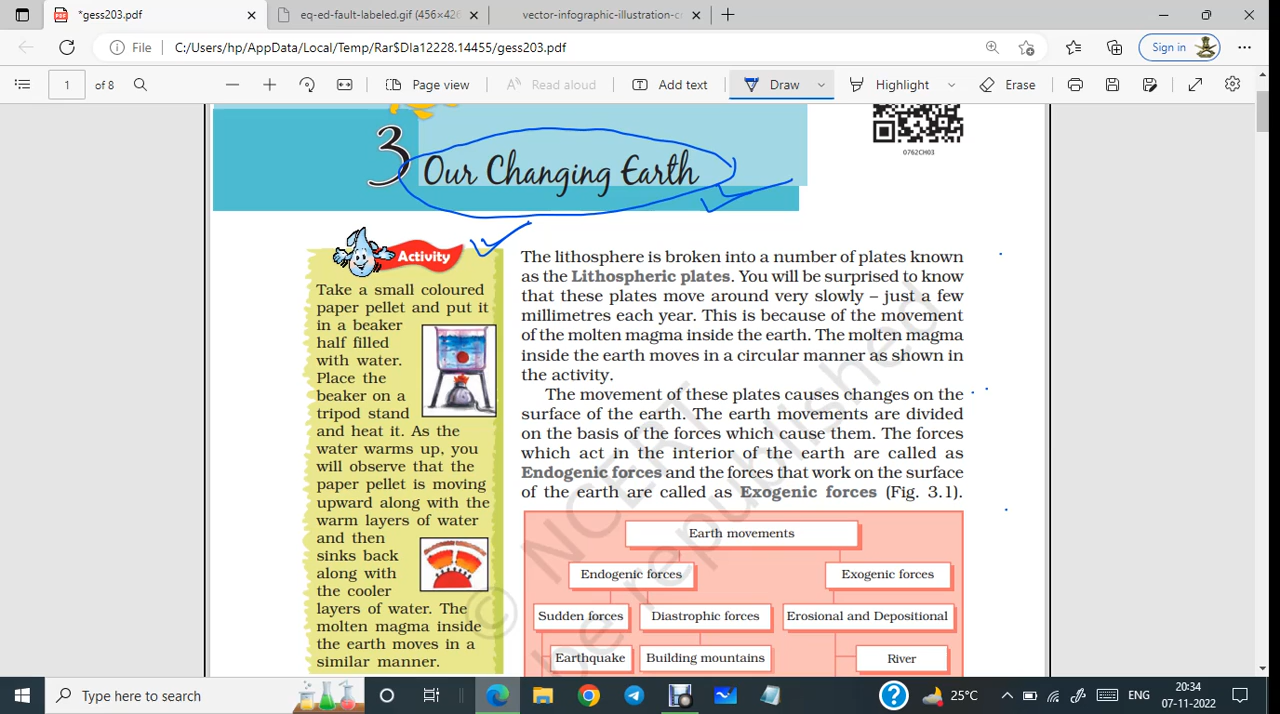 *gess203.pdf
eq-ed-fault-labeled.gif (456×426
vector-infographic-illustration-c
File
C:/Users/hp/AppData/Local/Temp/Rar$DIa12228.14455/gess203.pdf
Sign in
1 of 8
Page view
Read aloud
Add text
Draw
Highlight
Erase
3 Our Changing Earth
0762CH03
Activity
Take a small coloured
paper pellet and put it
in a beaker
half filled
with water.
Place the
beaker on a
tripod stand
and heat it. As the
water warms up, you
will observe that the
paper pellet is moving
upward along with the
warm layers of water
and then
sinks back
along with
the cooler
layers of water. The
molten magma inside
the earth moves in a
similar manner.
The lithosphere is broken into a number of plates known
as the Lithospheric plates. You will be surprised to know
that these plates move around very slowly – just a few
millimetres each year. This is because of the movement
of the molten magma inside the earth. The molten magma
inside the earth moves in a circular manner as shown in
the activity.
The movement of these plates causes changes on the
surface of the earth. The earth movements are divided
on the basis of the forces which cause them. The forces
which act in the interior of the earth are called as
Endogenic forces and the forces that work on the surface
of the earth are called as Exogenic forces (Fig. 3.1).
Earth movements
Endogenic forces
Exogenic forces
Sudden forces
Diastrophic forces
Erosional and Depositional
Earthquake
Building mountains
River
© NCERT
be republished
Type here to search
25°C
ENG
20:34
07-11-2022